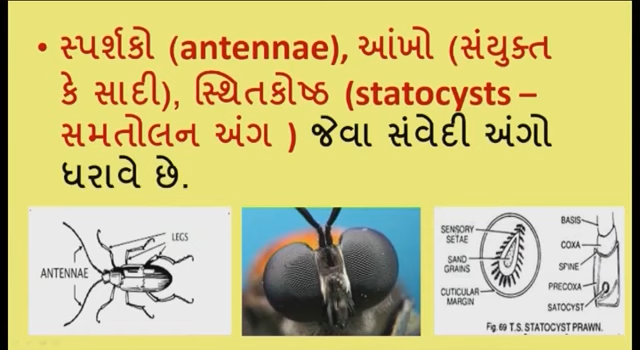 • સ્પર્શકો (antennae), આંખો (સંયુક્ત
કે સાદી), સ્થિતકોષ્ઠ (statocysts –
સમતોલન અંગ ) જેવા સંવેદી અંગો
ધરાવે છે.
LEGS
ANTENNAE
SENSORY
SETAE
SAND
GRAINS
CUTICULAR
MARGIN
BASIS
COXA
SPINE
PRECOXA
SATOCYST
Fig. 69 T.S. STATOCYST PRAWN.